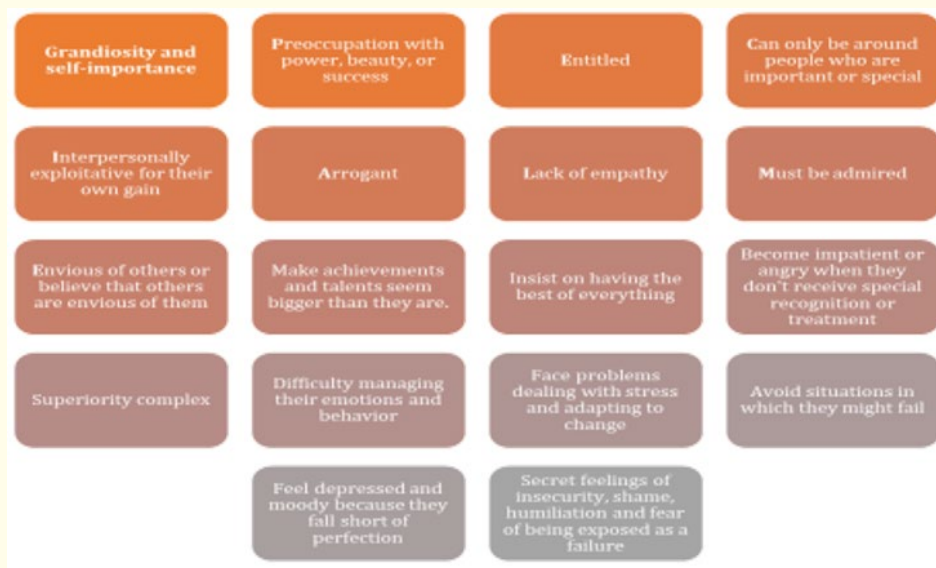 Grandiosity and
self-importance
Preoccupation with
power, beauty, or
success
Entitled
Can only be around
people who are
important or special
Interpersonally
exploitative for their
own gain
Arrogant
Lack of empathy
Must be admired
Envious of others or
believe that others
are envious of them
Make achievements
and talents seem
bigger than they are.
Insist on having the
best of everything
Become impatient or
angry when they
don't receive special
recognition or
treatment
Superiority complex
Difficulty managing
their emotions and
behavior
Face problems
dealing with stress
and adapting to
change
Avoid situations in
which they might fail
Feel depressed and
moody because they
fall short of
perfection
Secret feelings of
insecurity, shame,
humiliation and fear
of being exposed as a
failure